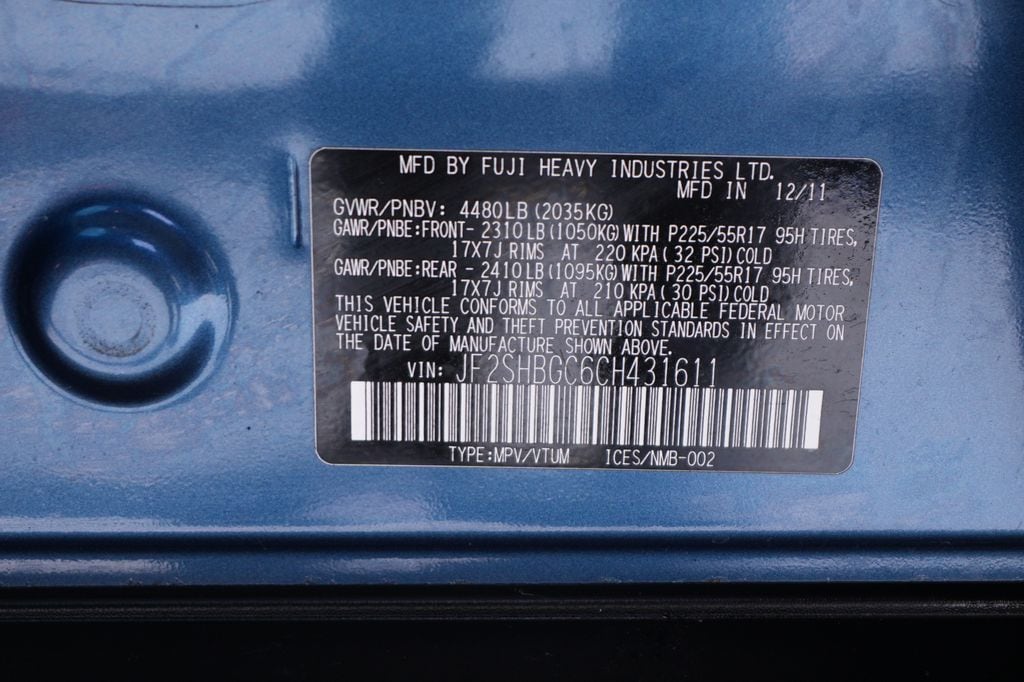 MFD BY FUJI HEAVY INDUSTRIES LTD.
MFD IN 12/11
GVWR/PNBV: 4480LB (2035KG)
GAWR/PNBE:FRONT- 2310LB (1050KG) WITH P225/55R17 95H TIRES,
17X7J RIMS AT 220 KPA( 32 PSI) COLD
GAWR/PNBE:REAR - 2410LB (1095KG) WITH P225/55R17 95H TIRES,
17X7J RIMS AT 210 KPA( 30 PSI) COLD
THIS VEHICLE CONFORMS TO ALL APPLICABLE FEDERAL MOTOR
VEHICLE SAFETY AND THEFT PREVENTION STANDARDS IN EFFECT ON
THE DATE OF MANUFACTURE SHOWN ABOVE.
VIN: JF2SHBGC6CH431611
TYPE:MPV/VTUM ICES/NMB-002